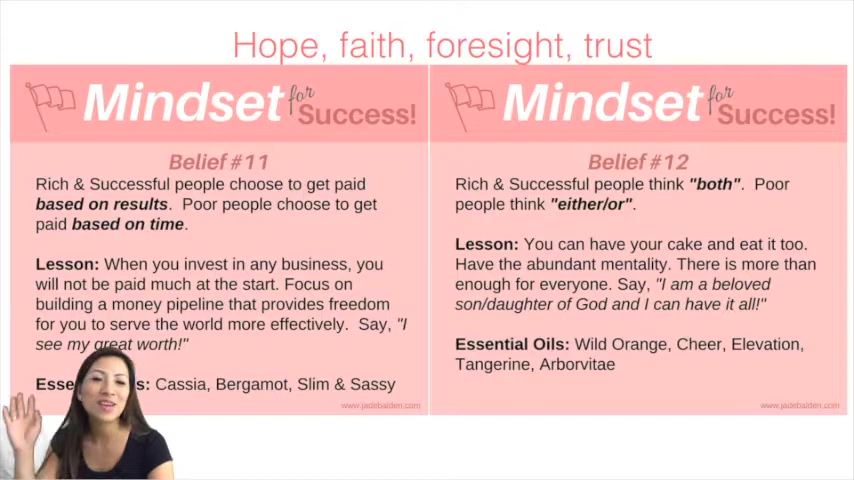 Hope, faith, foresight, trust
Mindset for Success!
Belief #11
Rich & Successful people choose to get paid
based on results. Poor people choose to get
paid based on time.
Lesson: When you invest in any business, you
will not be paid much at the start. Focus on
building a money pipeline that provides freedom
for you to serve the world more effectively. Say, "I
see my great worth!"
s: Cassia, Bergamot, Slim & Sassy
www.jadebalden.com
Mindset for Success!
Belief #12
Rich & Successful people think "both". Poor
people think "either/or".
Lesson: You can have your cake and eat it too.
Have the abundant mentality. There is more than
enough for everyone. Say, "I am a beloved
son/daughter of God and I can have it all!"
Essential Oils: Wild Orange, Cheer, Elevation,
Tangerine, Arborvitae
www.jadebalden.com